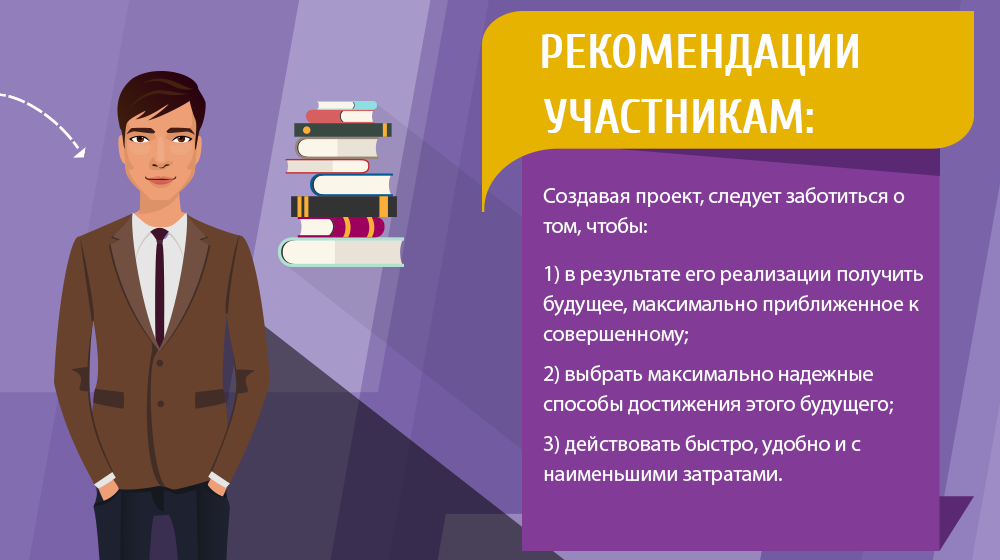 РЕКОМЕНДАЦИИ
УЧАСТНИКАМ:
Создавая проект, следует заботиться о
том, чтобы:
1) в результате его реализации получить
будущее, максимально приближенное к
совершенному;
2) выбрать максимально надежные
способы достижения этого будущего;
3) действовать быстро, удобно и с
наименьшими затратами.